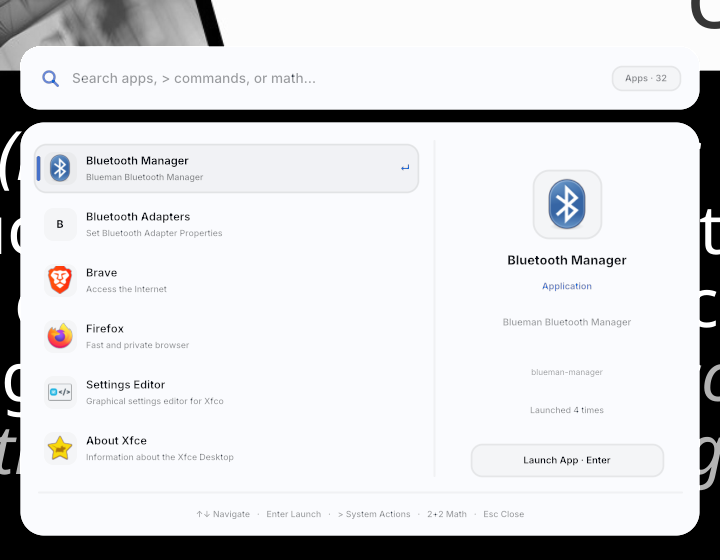 Search apps, > commands, or math...
Apps · 32
Bluetooth Manager
Blueman Bluetooth Manager
B
Bluetooth Adapters
Set Bluetooth Adapter Properties
Brave
Access the Internet
Firefox
Fast and private browser
Settings Editor
Graphical settings editor for Xfce
About Xfce
Information about the Xfce Desktop
Bluetooth Manager
Application
Blueman Bluetooth Manager
blueman-manager
Launched 4 times
Launch App · Enter
↑↓ Navigate · Enter Launch · > System Actions · 2+2 Math · Esc Close